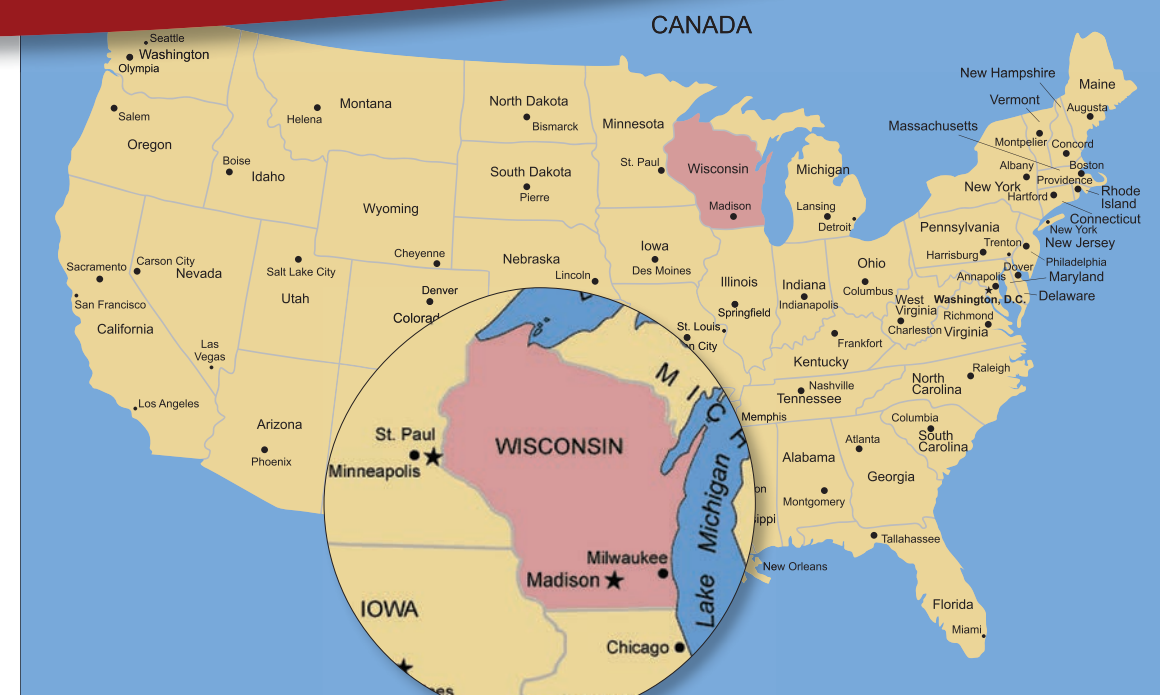 CANADA
Seattle
Washington
Olympia
Salem
Oregon
Montana
Helena
Boise
Idaho
Wyoming
Cheyenne
North Dakota
Bismarck
South Dakota
Pierre
Nebraska
Lincoln
Minnesota
St. Paul
Wisconsin
Madison
Michigan
Lansing
Detroit
Iowa
Des Moines
Illinois
Springfield
Indiana
Indianapolis
Ohio
Columbus
Sacramento
Carson City
Nevada
San Francisco
California
Las
Vegas
Los Angeles
Salt Lake City
Utah
Denver
Colorad
Arizona
Phoenix
St. Louis
n City
Kentucky
Frankfort
Nashville
Tennessee
Memphis
West
Virginia
Charleston
Virginia
Richmond
Washington, D.C.
Annapolis
Dover
Maryland
Delaware
Philadelphia
New Jersey
Trenton
Harrisburg
Pennsylvania
New York
New York
Albany
Hartford
Connecticut
Rhode
Island
Providence
Boston
Massachusetts
Concord
Montpelier
Vermont
New Hampshire
Maine
Augusta
North
Carolina
Raleigh
Columbia
South
Carolina
Atlanta
Georgia
Alabama
Montgomery
on
sippi
New Orleans
Tallahassee
Florida
Miami
MICH
St. Paul
Minneapolis
WISCONSIN
Lake Michigan
Milwaukee
Madison
IOWA
Chicago
es